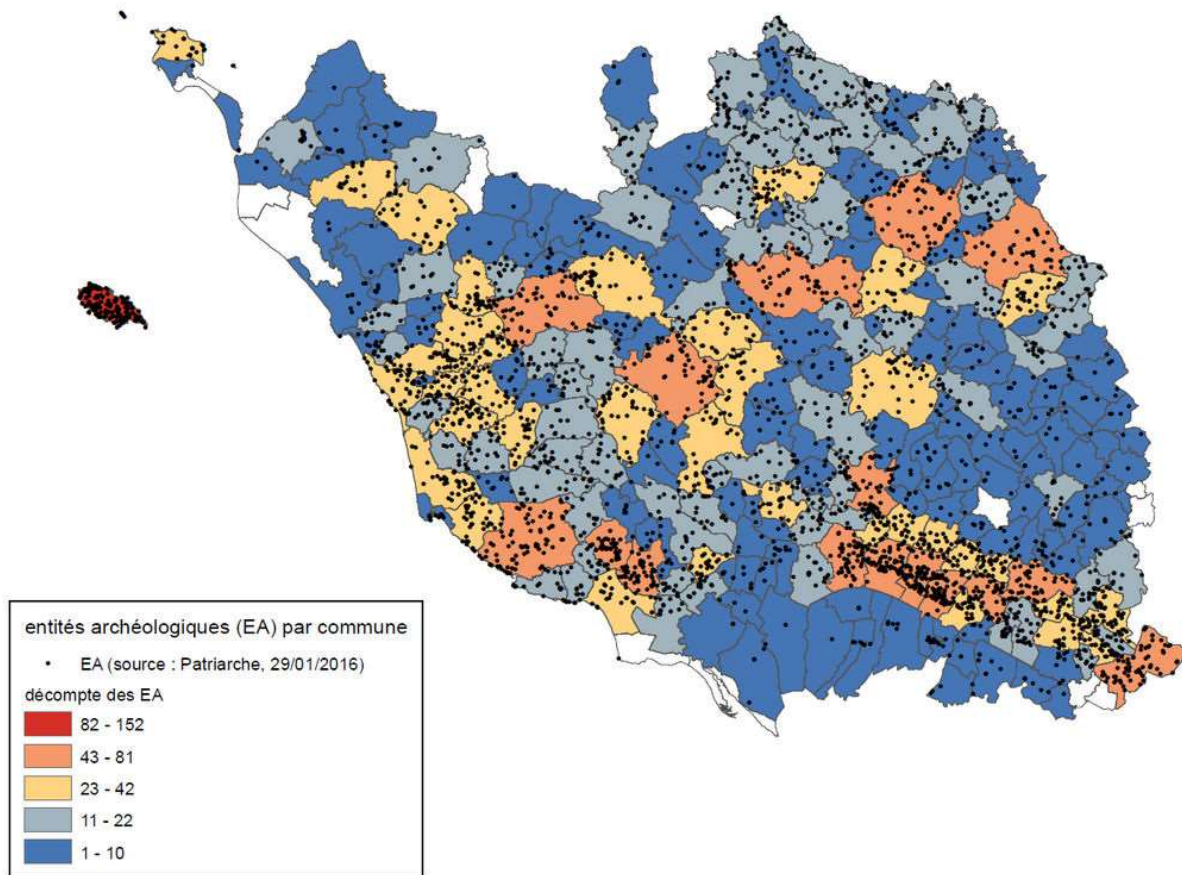 entités archéologiques (EA) par commune
EA (source : Patriarche, 29/01/2016)
décompte des EA
82 - 152
43 - 81
23 - 42
11 - 22
1 - 10